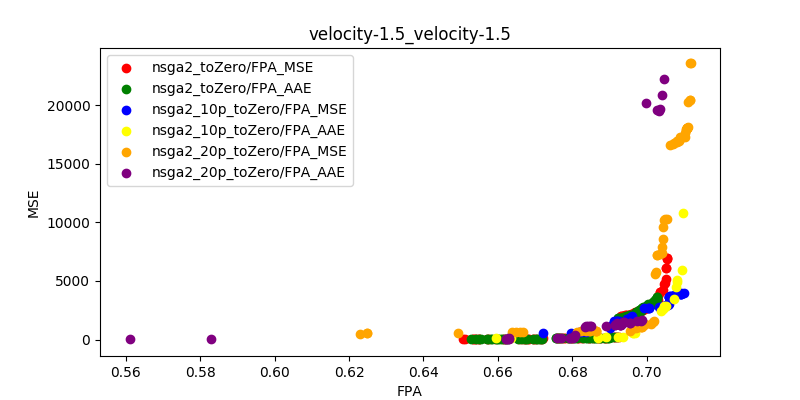 velocity-1.5_velocity-1.5
nsga2_toZero/FPA_MSE
nsga2_toZero/FPA_AAE
nsga2_10p_toZero/FPA_MSE
nsga2_10p_toZero/FPA_AAE
nsga2_20p_toZero/FPA_MSE
nsga2_20p_toZero/FPA_AAE
MSE
20000
15000
10000
5000
0
0.56 0.58 0.60 0.62 0.64 0.66 0.68 0.70
FPA